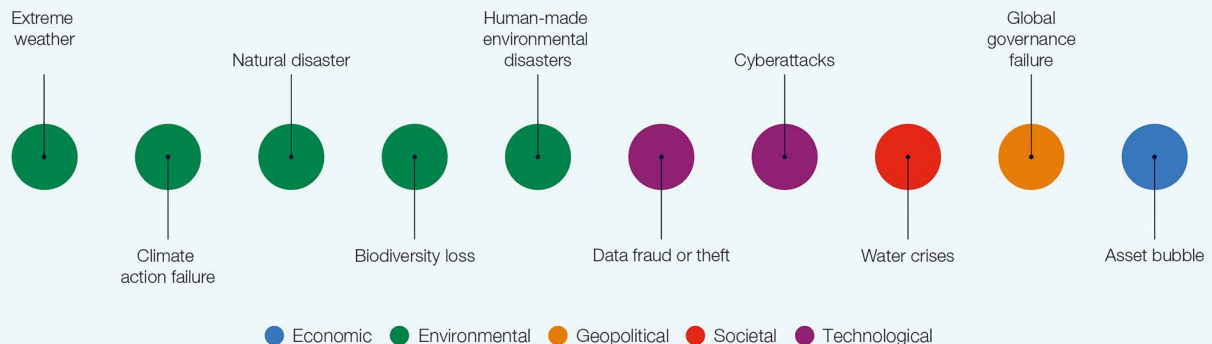 Extreme
weather
Natural disaster
Human-made
environmental
disasters
Cyberattacks
Global
governance
failure
Climate
action failure
Biodiversity loss
Data fraud or theft
Water crises
Asset bubble
Economic
Environmental
Geopolitical
Societal
Technological